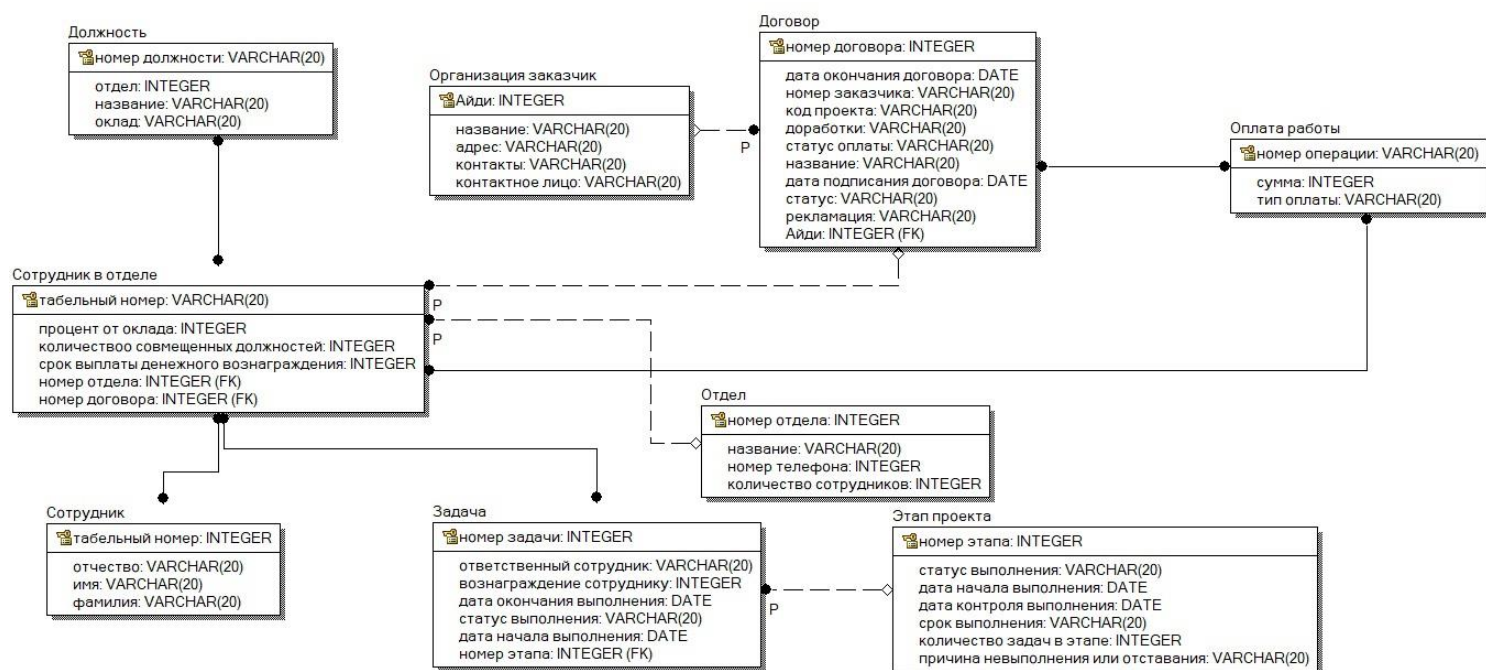 Должность
номер должности: VARCHAR(20)
отдел: INTEGER
название: VARCHAR(20)
оклад: VARCHAR(20)
Организация заказчик
Айди: INTEGER
название: VARCHAR(20)
адрес: VARCHAR(20)
контакты: VARCHAR(20)
контактное лицо: VARCHAR(20)
P
Договор
номер договора: INTEGER
дата окончания договора: DATE
номер заказчика: VARCHAR(20)
код проекта: VARCHAR(20)
доработки: VARCHAR(20)
статус оплаты: VARCHAR(20)
название: VARCHAR(20)
дата подписания договора: DATE
статус: VARCHAR(20)
рекламация: VARCHAR(20)
Айди: INTEGER (FK)
Оплата работы
номер операции: VARCHAR(20)
сумма: INTEGER
тип оплаты: VARCHAR(20)
Сотрудник в отделе
табельный номер: VARCHAR(20)
процент от оклада: INTEGER
количествоо совмещенных должностей: INTEGER
срок выплаты денежного вознаграждения: INTEGER
номер отдела: INTEGER (FK)
номер договора: INTEGER (FK)
P
P
Отдел
номер отдела: INTEGER
название: VARCHAR(20)
номер телефона: INTEGER
количество сотрудников: INTEGER
Сотрудник
табельный номер: INTEGER
отчество: VARCHAR(20)
имя: VARCHAR(20)
фамилия: VARCHAR(20)
Задача
номер задачи: INTEGER
ответственный сотрудник: VARCHAR(20)
вознаграждение сотруднику: INTEGER
дата окончания выполнения: DATE
статус выполнения: VARCHAR(20)
дата начала выполнения: DATE
номер этапа: INTEGER (FK)
P
Этап проекта
номер этапа: INTEGER
статус выполнения: VARCHAR(20)
дата начала выполнения: DATE
дата контроля выполнения: DATE
срок выполнения: VARCHAR(20)
количество задач в этапе: INTEGER
причина невыполнения или отставания: VARCHAR(20)